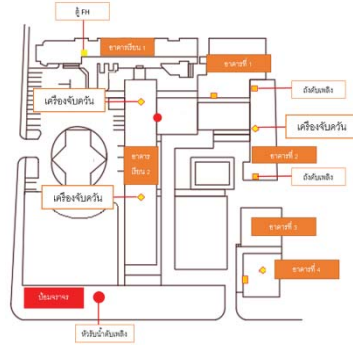 ตู้ FH
อาคารเรียน 1
อาคารที่ 1
เครื่องจับควัน
ถังดับเพลิง
เครื่องจับควัน
อาคาร
เรียน 2
อาคารที่ 2
เครื่องจับควัน
ถังดับเพลิง
อาคารที่ 3
อาคารที่ 4
ป้อมจราจร
หัวรับน้ำดับเพลิง